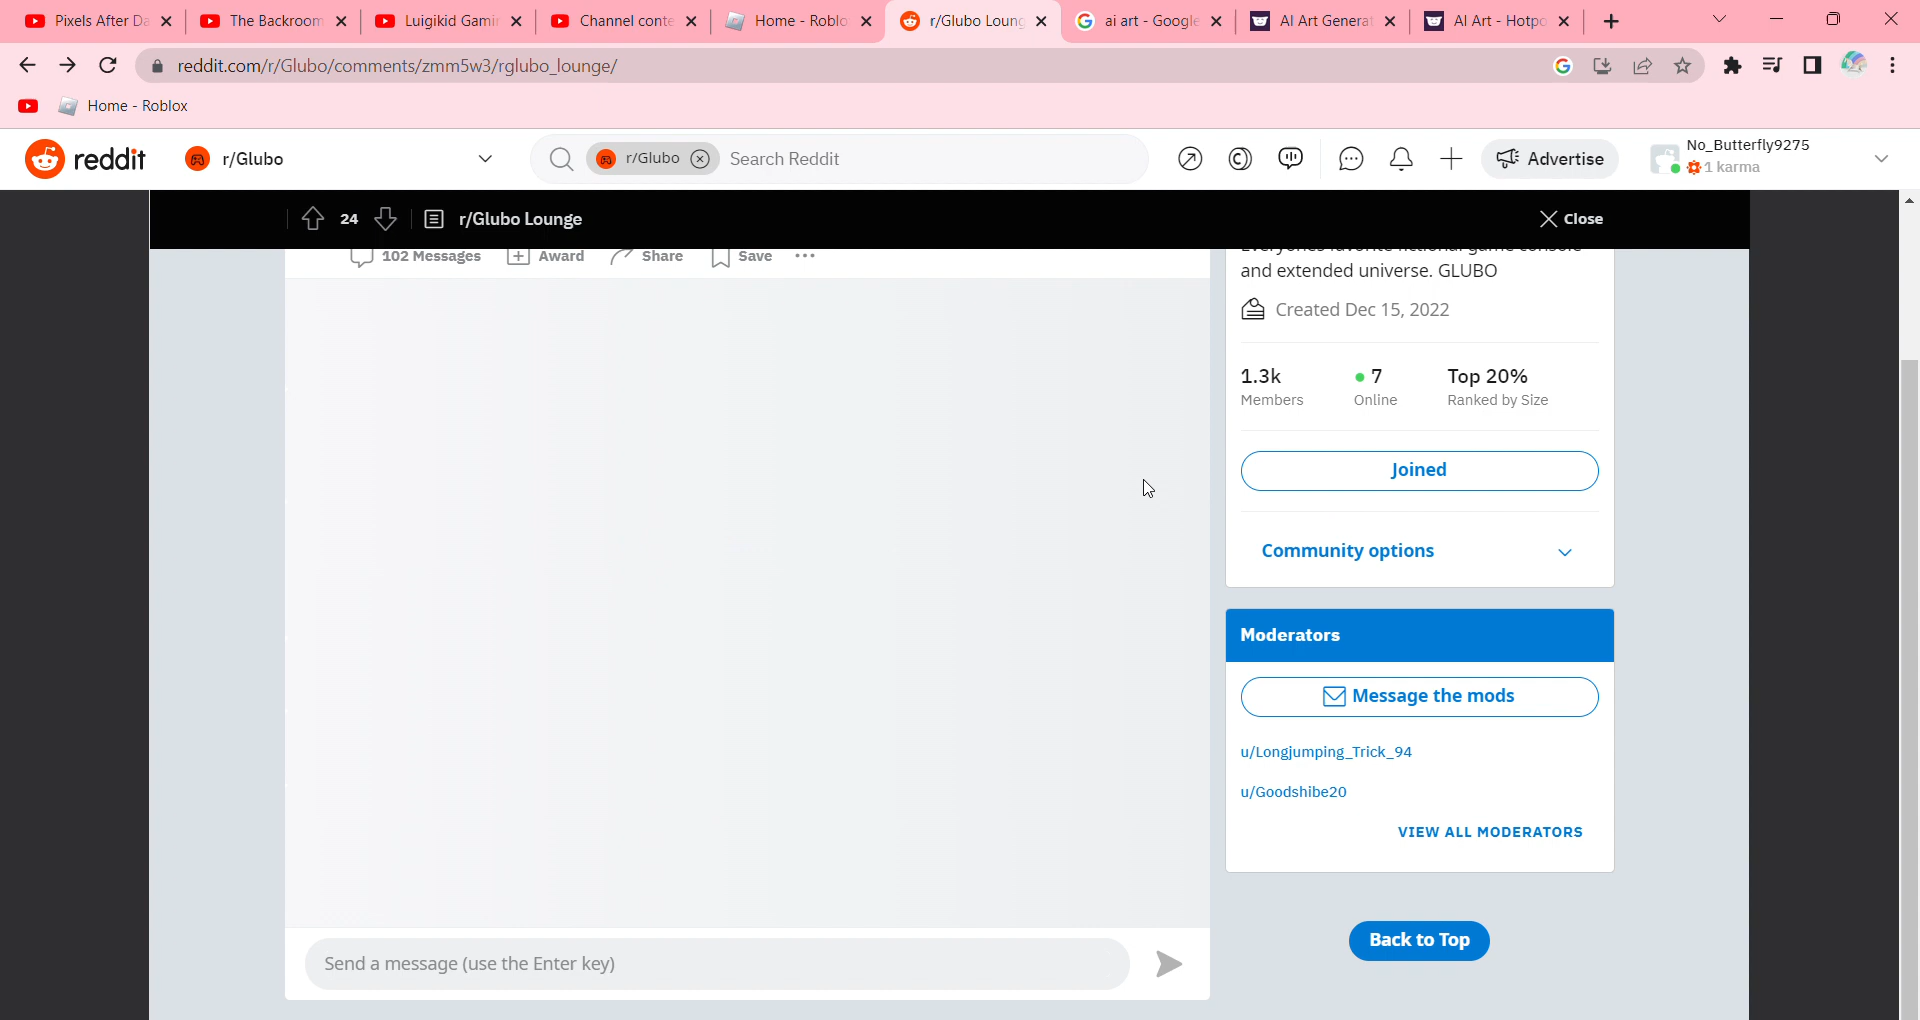 Pixels After Da
The Backroom
Luigikid Gami
Channel conte
Home - Roblo
r/Glubo Loung
ai art - Google
AI Art Generat
AI Art - Hotpo
reddit.com/r/Glubo/comments/zmm5w3/rglubo_lounge/
Home - Roblox
reddit
r/Glubo
r/Glubo
Search Reddit
Advertise
No_Butterfly9275
1 karma
24
r/Glubo Lounge
Close
102 Messages
Award
Share
Save
and extended universe. GLUBO
Created Dec 15, 2022
1.3k
7
Top 20%
Members
Online
Ranked by Size
Joined
Community options
Moderators
Message the mods
u/Longjumping_Trick_94
u/Goodshibe20
VIEW ALL MODERATORS
Back to Top
Send a message (use the Enter key)